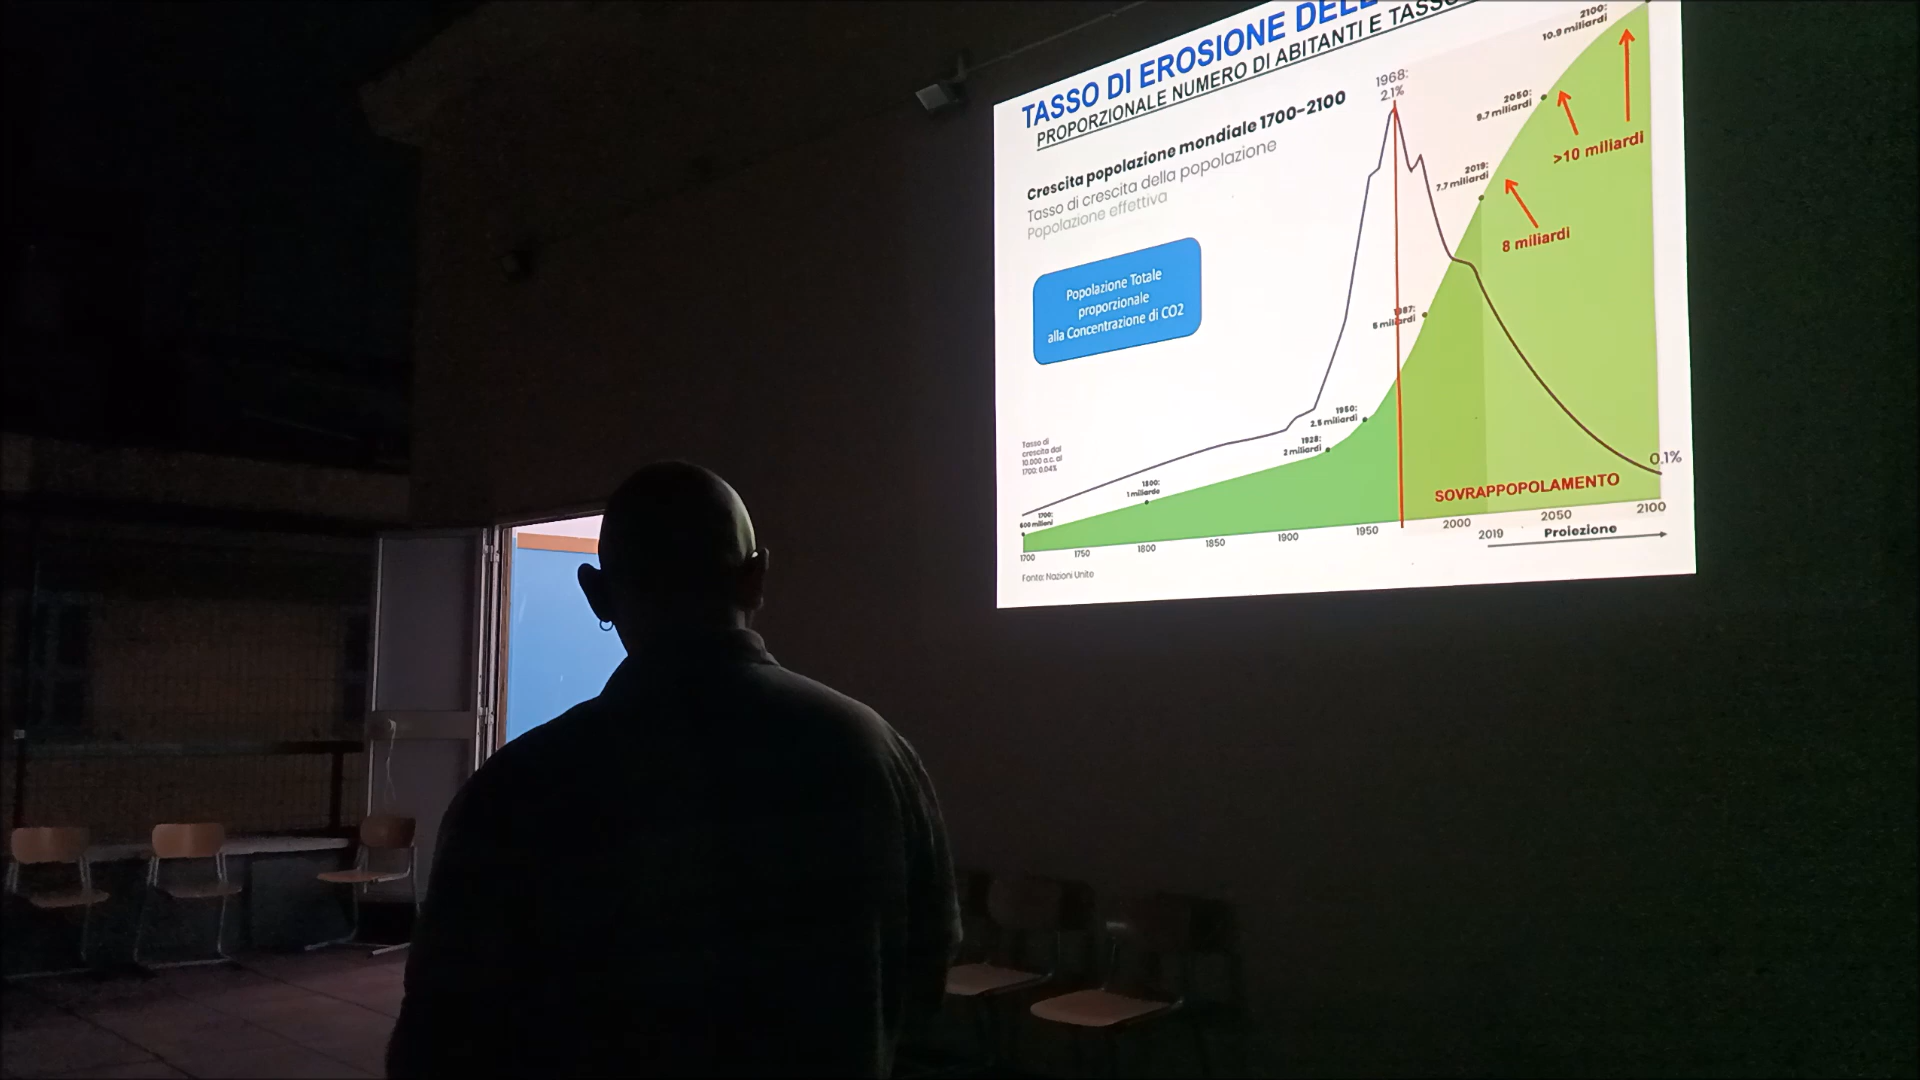 TASSO DI EROSIONE DELL
PROPORZIONALE NUMERO DI ABITANTI E TASSO
Crescita popolazione mondiale 1700-2100
Tasso di crescita della popolazione
Popolazione effettiva
Popolazione Totale
proporzionale
alla Concentrazione di CO2
1968:
2.1%
2100:
10.9 miliardi
2050:
9.7 miliardi
>10 miliardi
2019:
7.7 miliardi
8 miliardi
1987:
5 miliardi
1950:
2.5 miliardi
1928:
2 miliardi
1800:
1 miliardo
1700:
600 milioni
Tasso di
crescita dal
10.000 a.c. al
1700: 0.04%
0.1%
SOVRAPPOPOLAMENTO
1700 1750 1800 1850 1900 1950 2000 2019 2050 2100
Proiezione
Fonte: Nazioni Unite